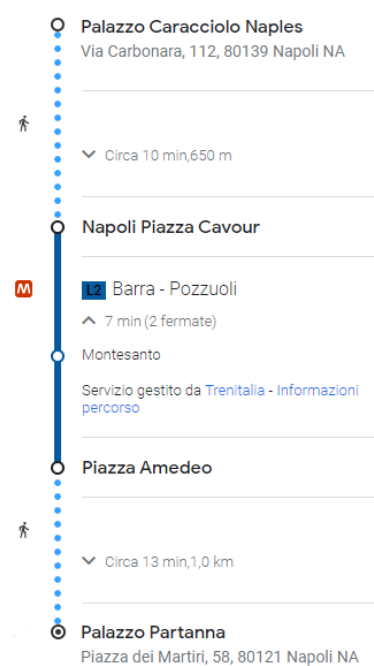 Palazzo Caracciolo Naples
Via Carbonara, 112, 80139 Napoli NA
Circa 10 min,650 m
Napoli Piazza Cavour
M
L2 Barra - Pozzuoli
7 min (2 fermate)
Montesanto
Servizio gestito da Trenitalia - Informazioni
percorso
Piazza Amedeo
Circa 13 min,1,0 km
Palazzo Partanna
Piazza dei Martiri, 58, 80121 Napoli NA